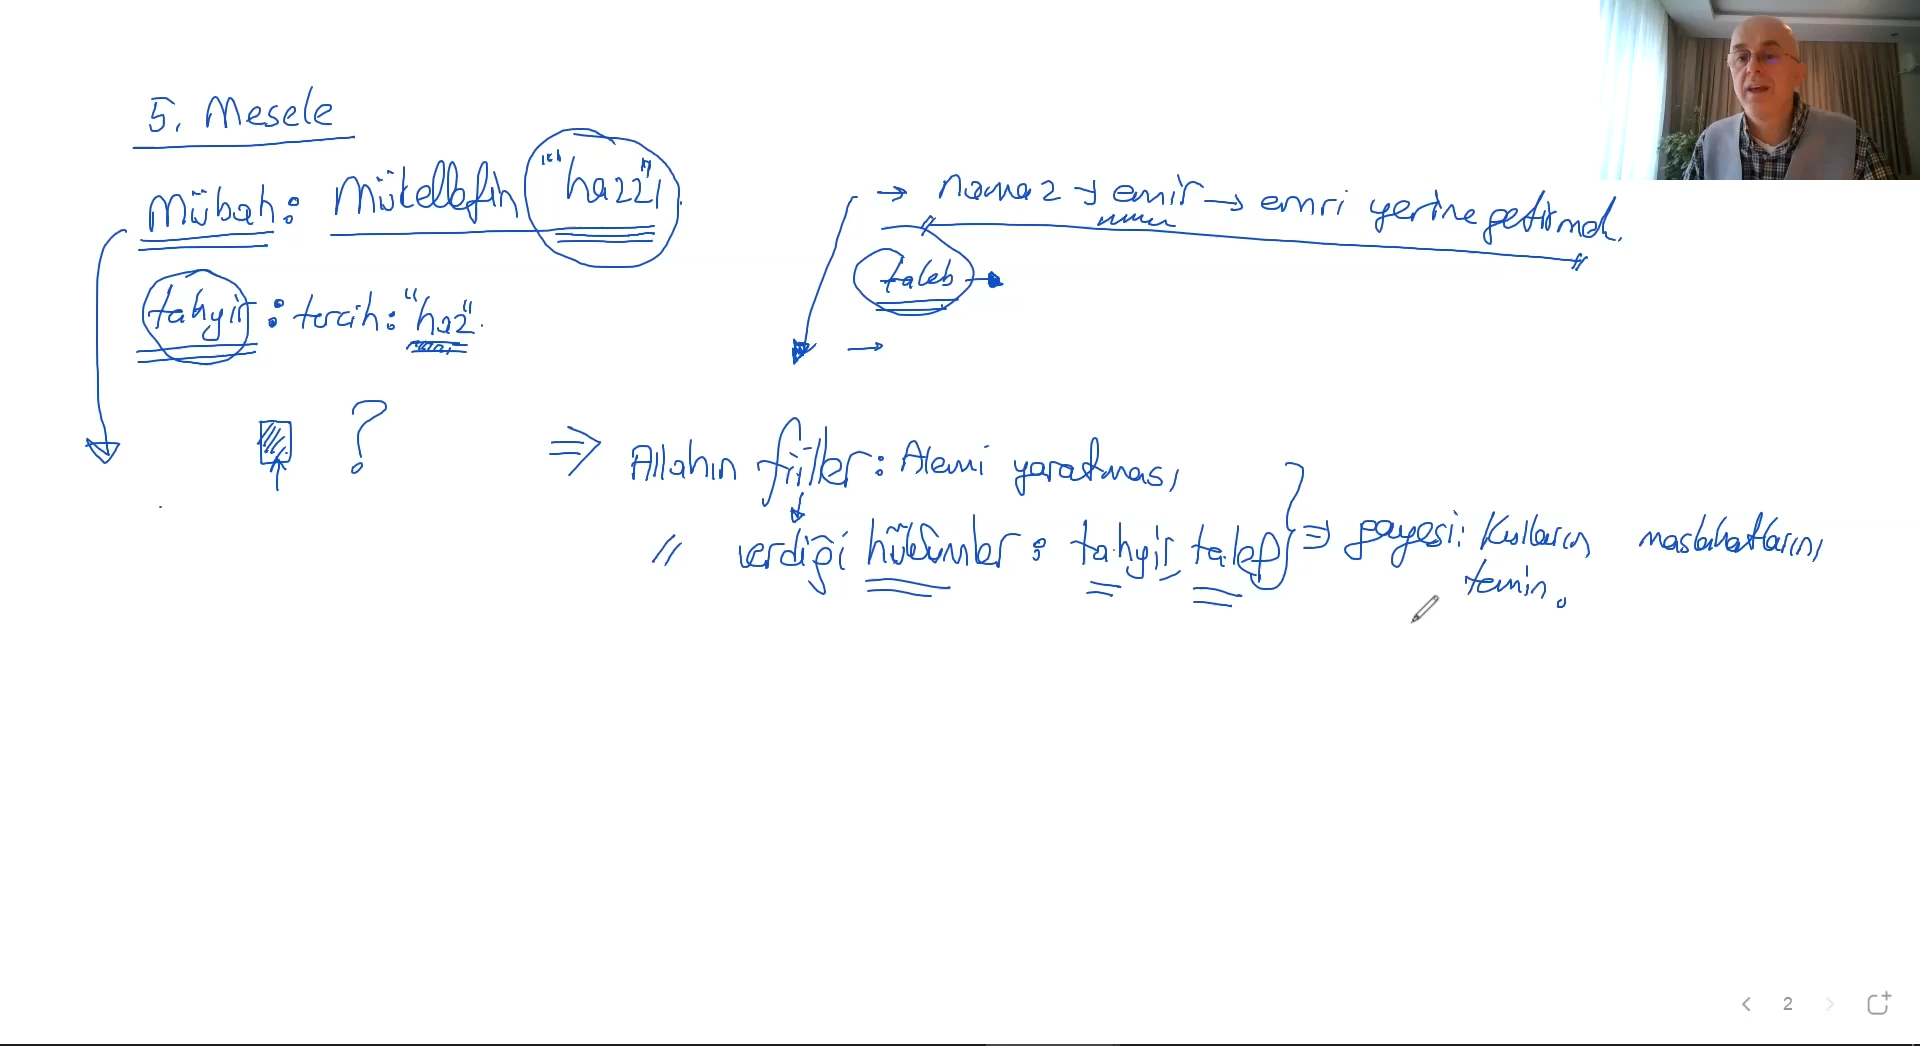 5. Mesele
Mübah: Mükellefin "hazzı"
tahyir: tercih: "haz".
?
→ namaz → emir → emri yerine getirmek.
taleb →
→
⇒ Allahın fiiller: Alemi yaratması,
" verdiği hükümler: tahyir, talep } ⇒ gayesi: Kulların maslahatlarını
temin.
2